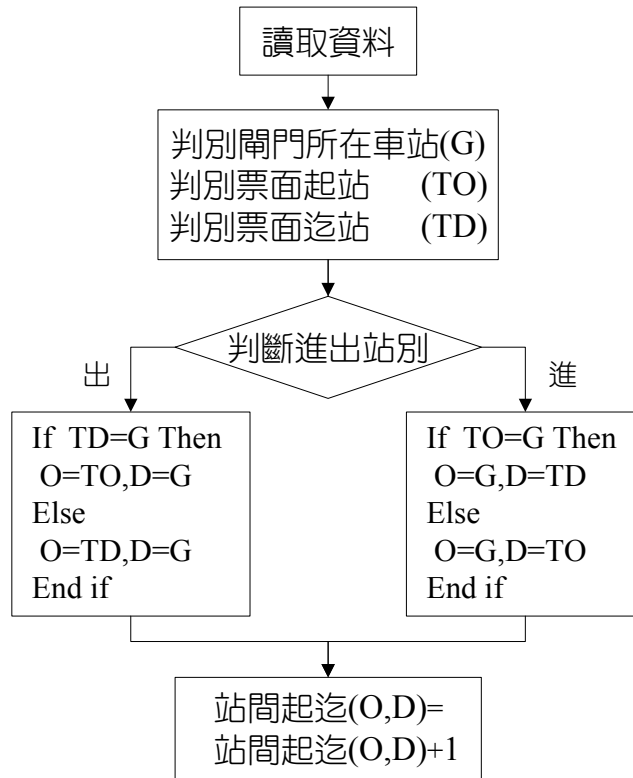 讀取資料
判別閘門所在車站(G)
判別票面起站 (TO)
判別票面迄站 (TD)
判斷進出站別
出
進
If TD=G Then
O=TO,D=G
Else
O=TD,D=G
End if
If TO=G Then
O=G,D=TD
Else
O=G,D=TO
End if
站間起迄(O,D)=
站間起迄(O,D)+1